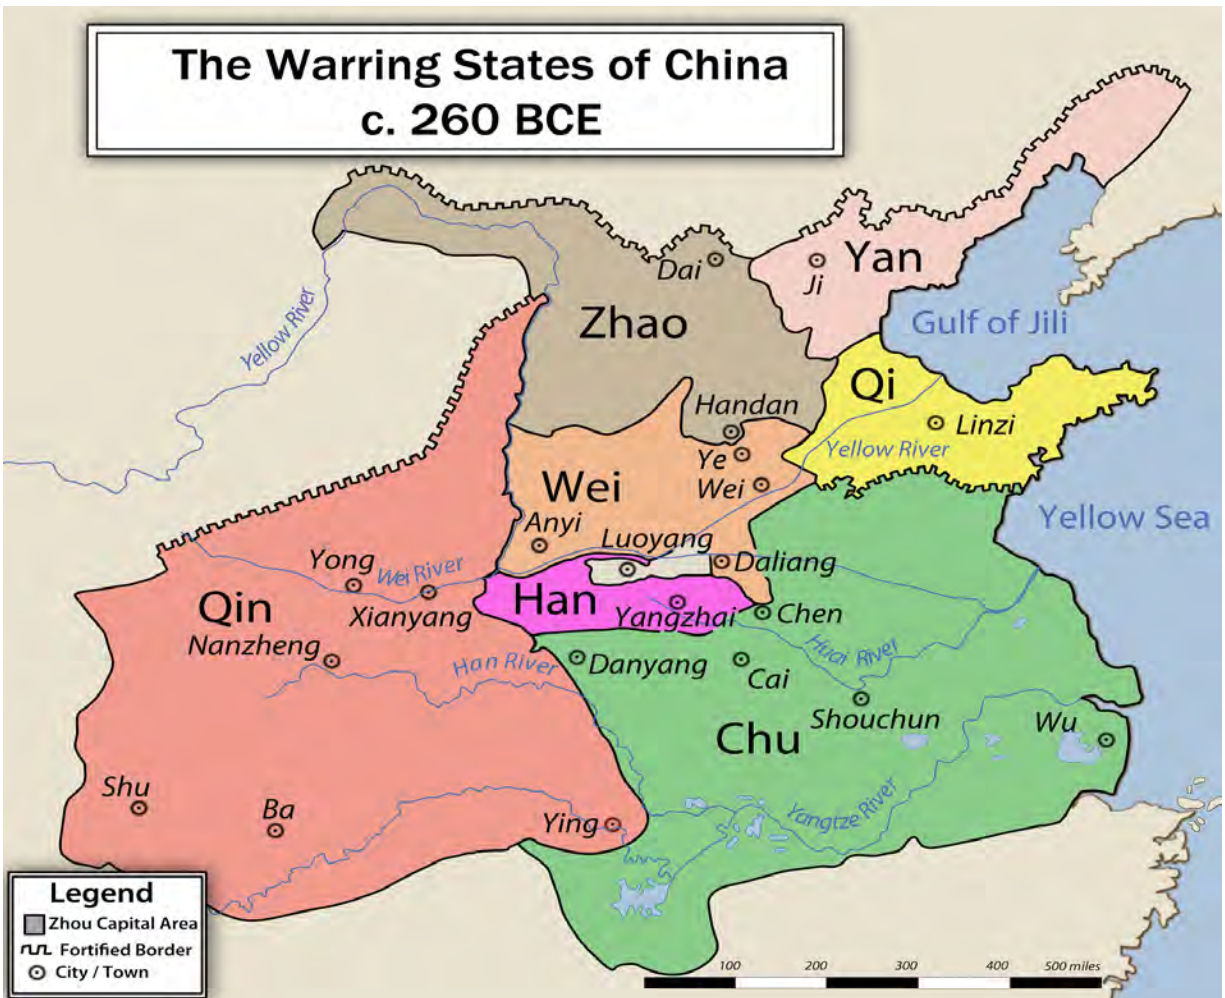 The Warring States of China
c. 260 BCE
Dai
Yan
Ji
Zhao
Gulf of Jili
Yellow River
Qi
Handan
Linzi
Yellow River
Ye
Wei
Wei
Anyi
Yellow Sea
Luoyang
Daliang
Yong
Wei River
Qin
Xianyang
Han
Yangzhai
Chen
Nanzheng
Han River
Danyang
Cai
Huai River
Shouchun
Chu
Wu
Shu
Ba
Ying
Yangtze River
Legend
Zhou Capital Area
Fortified Border
City / Town
100 200 300 400 500 miles